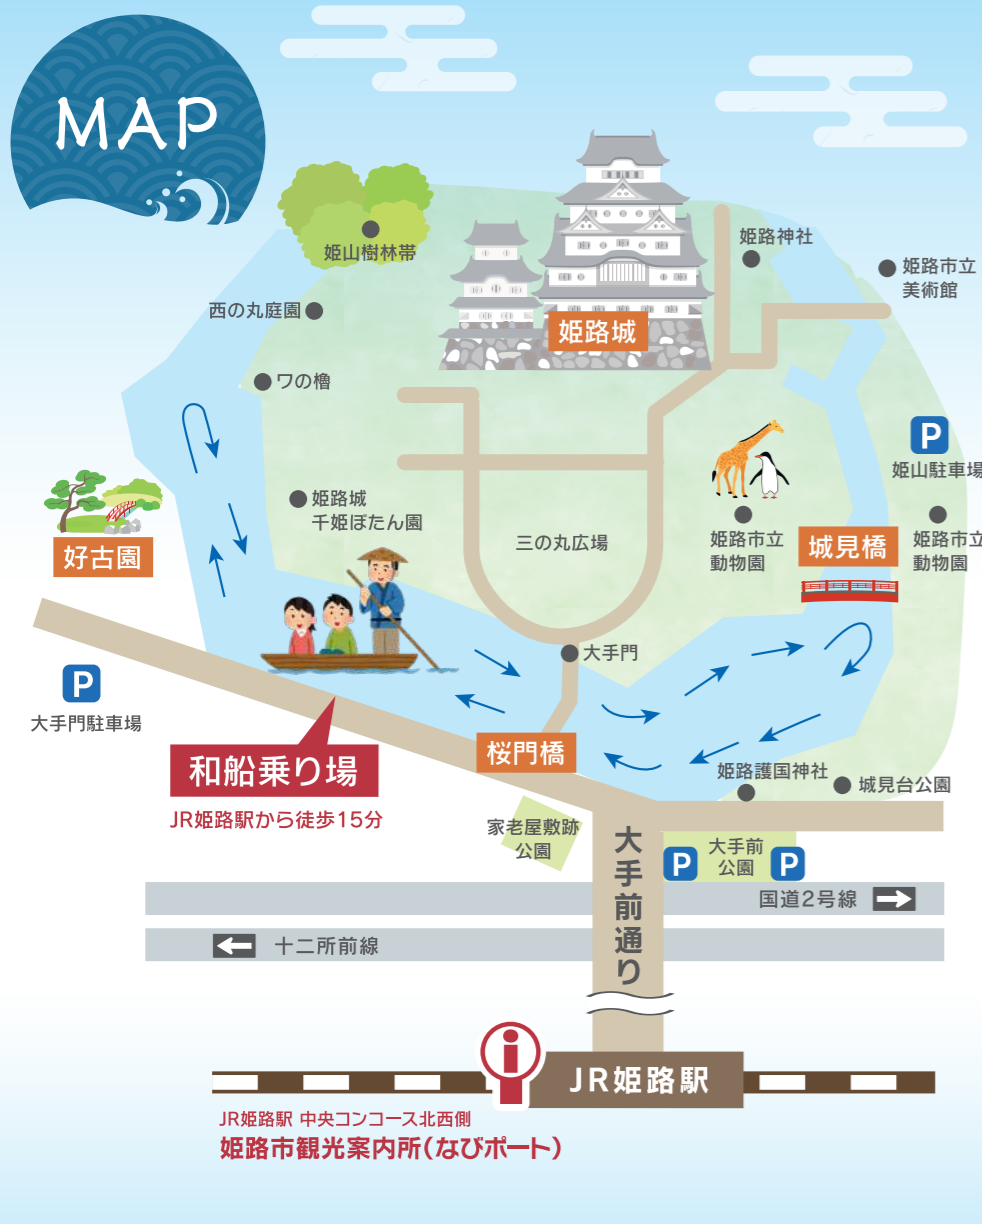 MAP
姫山樹林帯
西の丸庭園
ワの櫓
姫路城
姫路神社
姫路市立
美術館
P
姫山駐車場
姫路城
千姫ぼたん園
三の丸広場
姫路市立
動物園
城見橋
姫路市立
動物園
好古園
大手門
P
大手門駐車場
和船乗り場
JR姫路駅から徒歩15分
桜門橋
姫路護国神社
城見台公園
家老屋敷跡
公園
大手前通り
P
大手前
公園
P
国道2号線
十二所前線
i
JR姫路駅
JR姫路駅 中央コンコース北西側
姫路市観光案内所(なびポート)